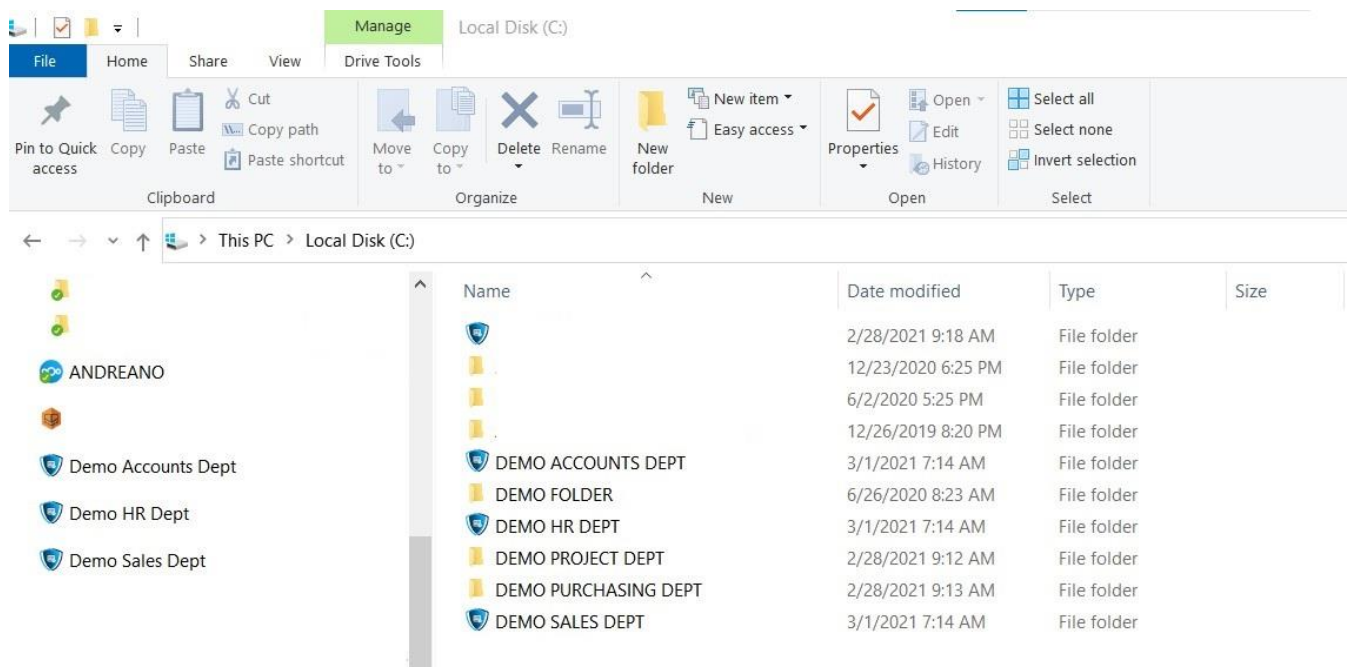 Manage Local Disk (C:)
File Home Share View Drive Tools
Pin to Quick access
Copy
Paste
Cut
Copy path
Paste shortcut
Clipboard
Move to
Copy to
Delete
Rename
Organize
New folder
New item
Easy access
New
Properties
Open
Edit
History
Open
Select all
Select none
Invert selection
Select
This PC > Local Disk (C:)
ANDREANO
Demo Accounts Dept
Demo HR Dept
Demo Sales Dept
Name Date modified Type Size
2/28/2021 9:18 AM File folder
12/23/2020 6:25 PM File folder
6/2/2020 5:25 PM File folder
12/26/2019 8:20 PM File folder
DEMO ACCOUNTS DEPT 3/1/2021 7:14 AM File folder
DEMO FOLDER 6/26/2020 8:23 AM File folder
DEMO HR DEPT 3/1/2021 7:14 AM File folder
DEMO PROJECT DEPT 2/28/2021 9:12 AM File folder
DEMO PURCHASING DEPT 2/28/2021 9:13 AM File folder
DEMO SALES DEPT 3/1/2021 7:14 AM File folder